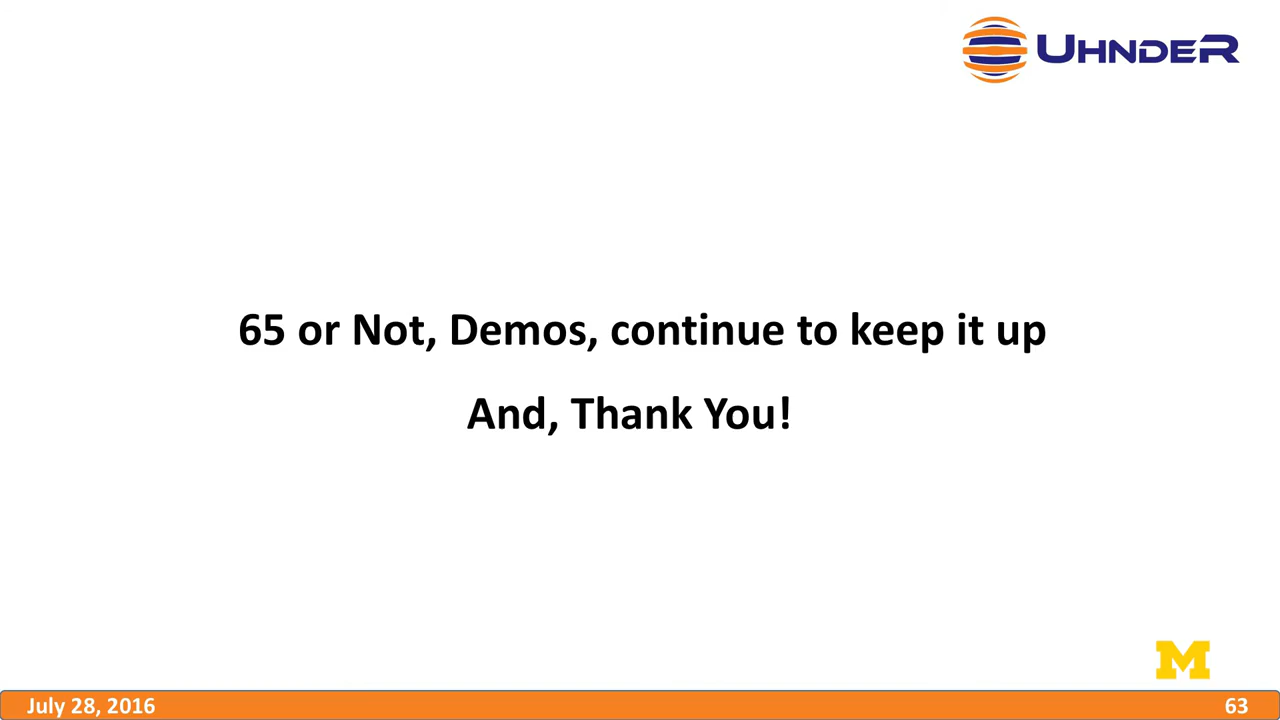 UHNDER
65 or Not, Demos, continue to keep it up
And, Thank You!
M
July 28, 2016
63